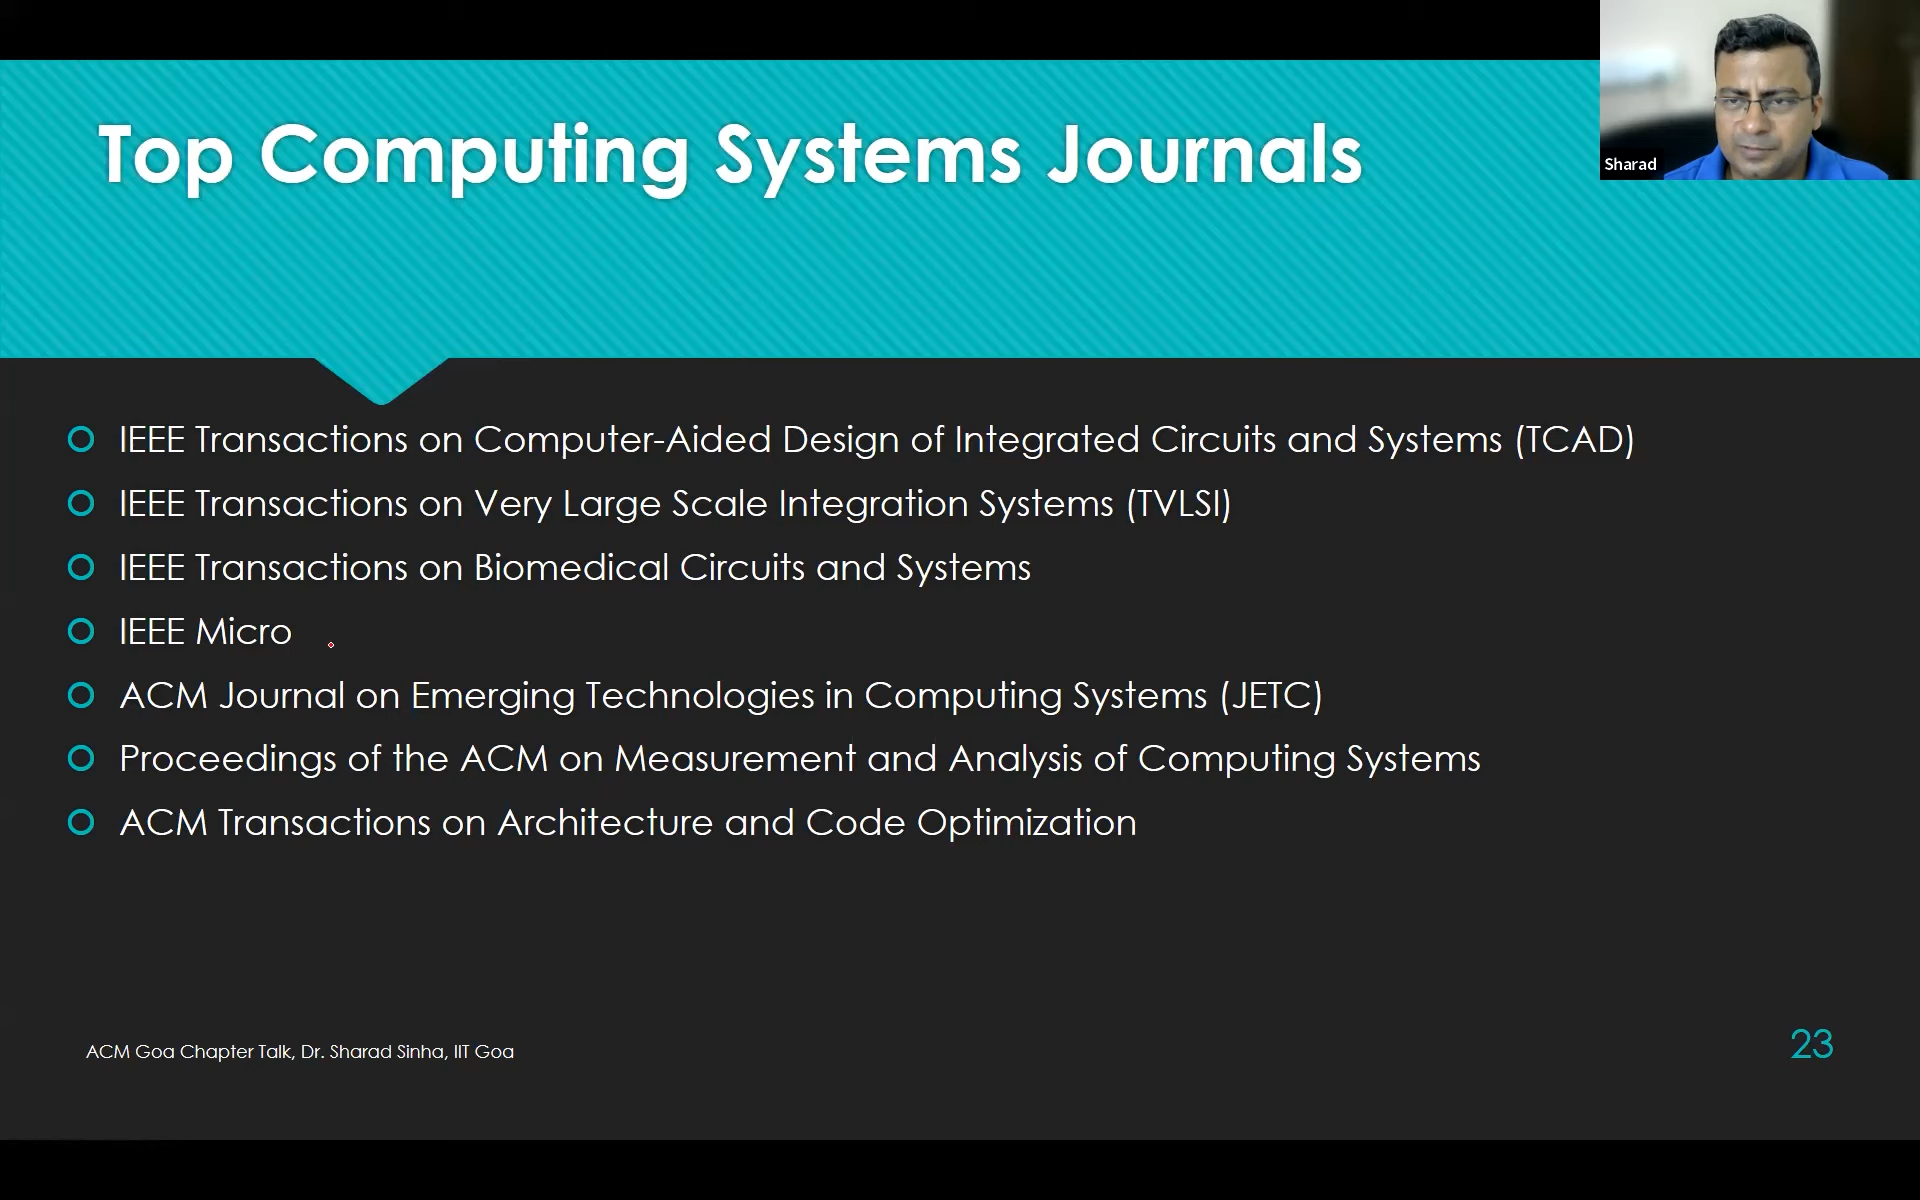 Top Computing Systems Journals
Sharad
IEEE Transactions on Computer-Aided Design of Integrated Circuits and Systems (TCAD)
IEEE Transactions on Very Large Scale Integration Systems (TVLSI)
IEEE Transactions on Biomedical Circuits and Systems
IEEE Micro
ACM Journal on Emerging Technologies in Computing Systems (JETC)
Proceedings of the ACM on Measurement and Analysis of Computing Systems
ACM Transactions on Architecture and Code Optimization
ACM Goa Chapter Talk, Dr. Sharad Sinha, IIT Goa
23